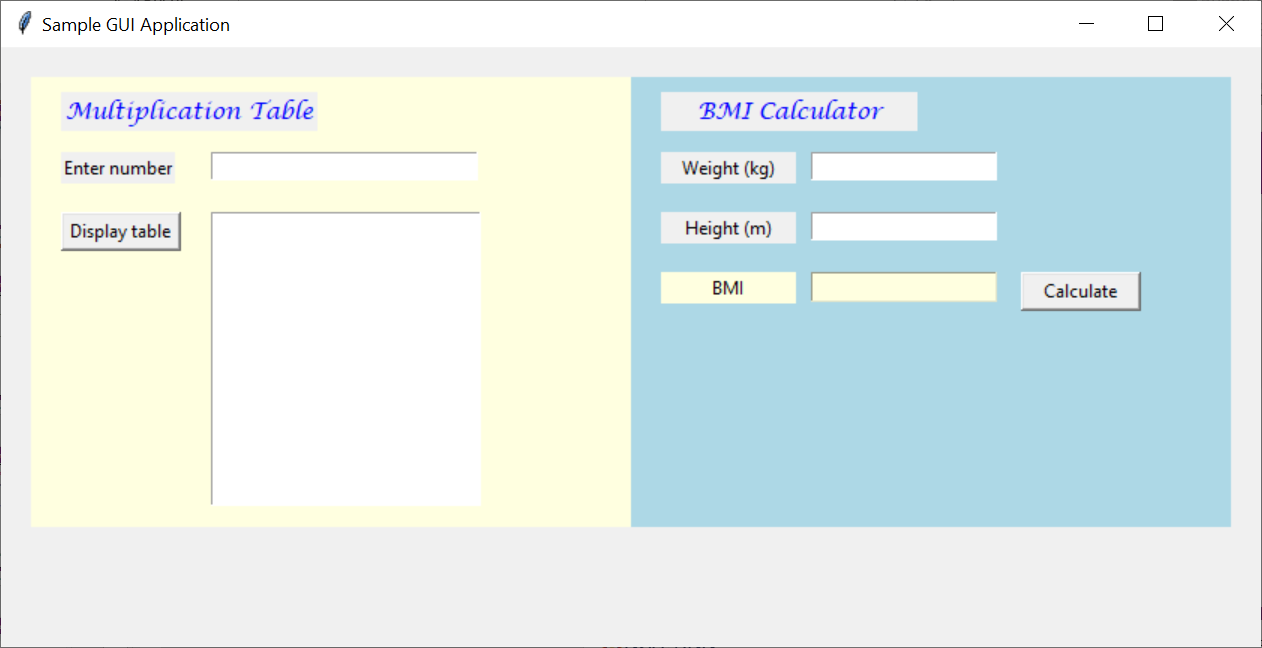 Sample GUI Application
Multiplication Table
Enter number
Display table
BMI Calculator
Weight (kg)
Height (m)
BMI
Calculate